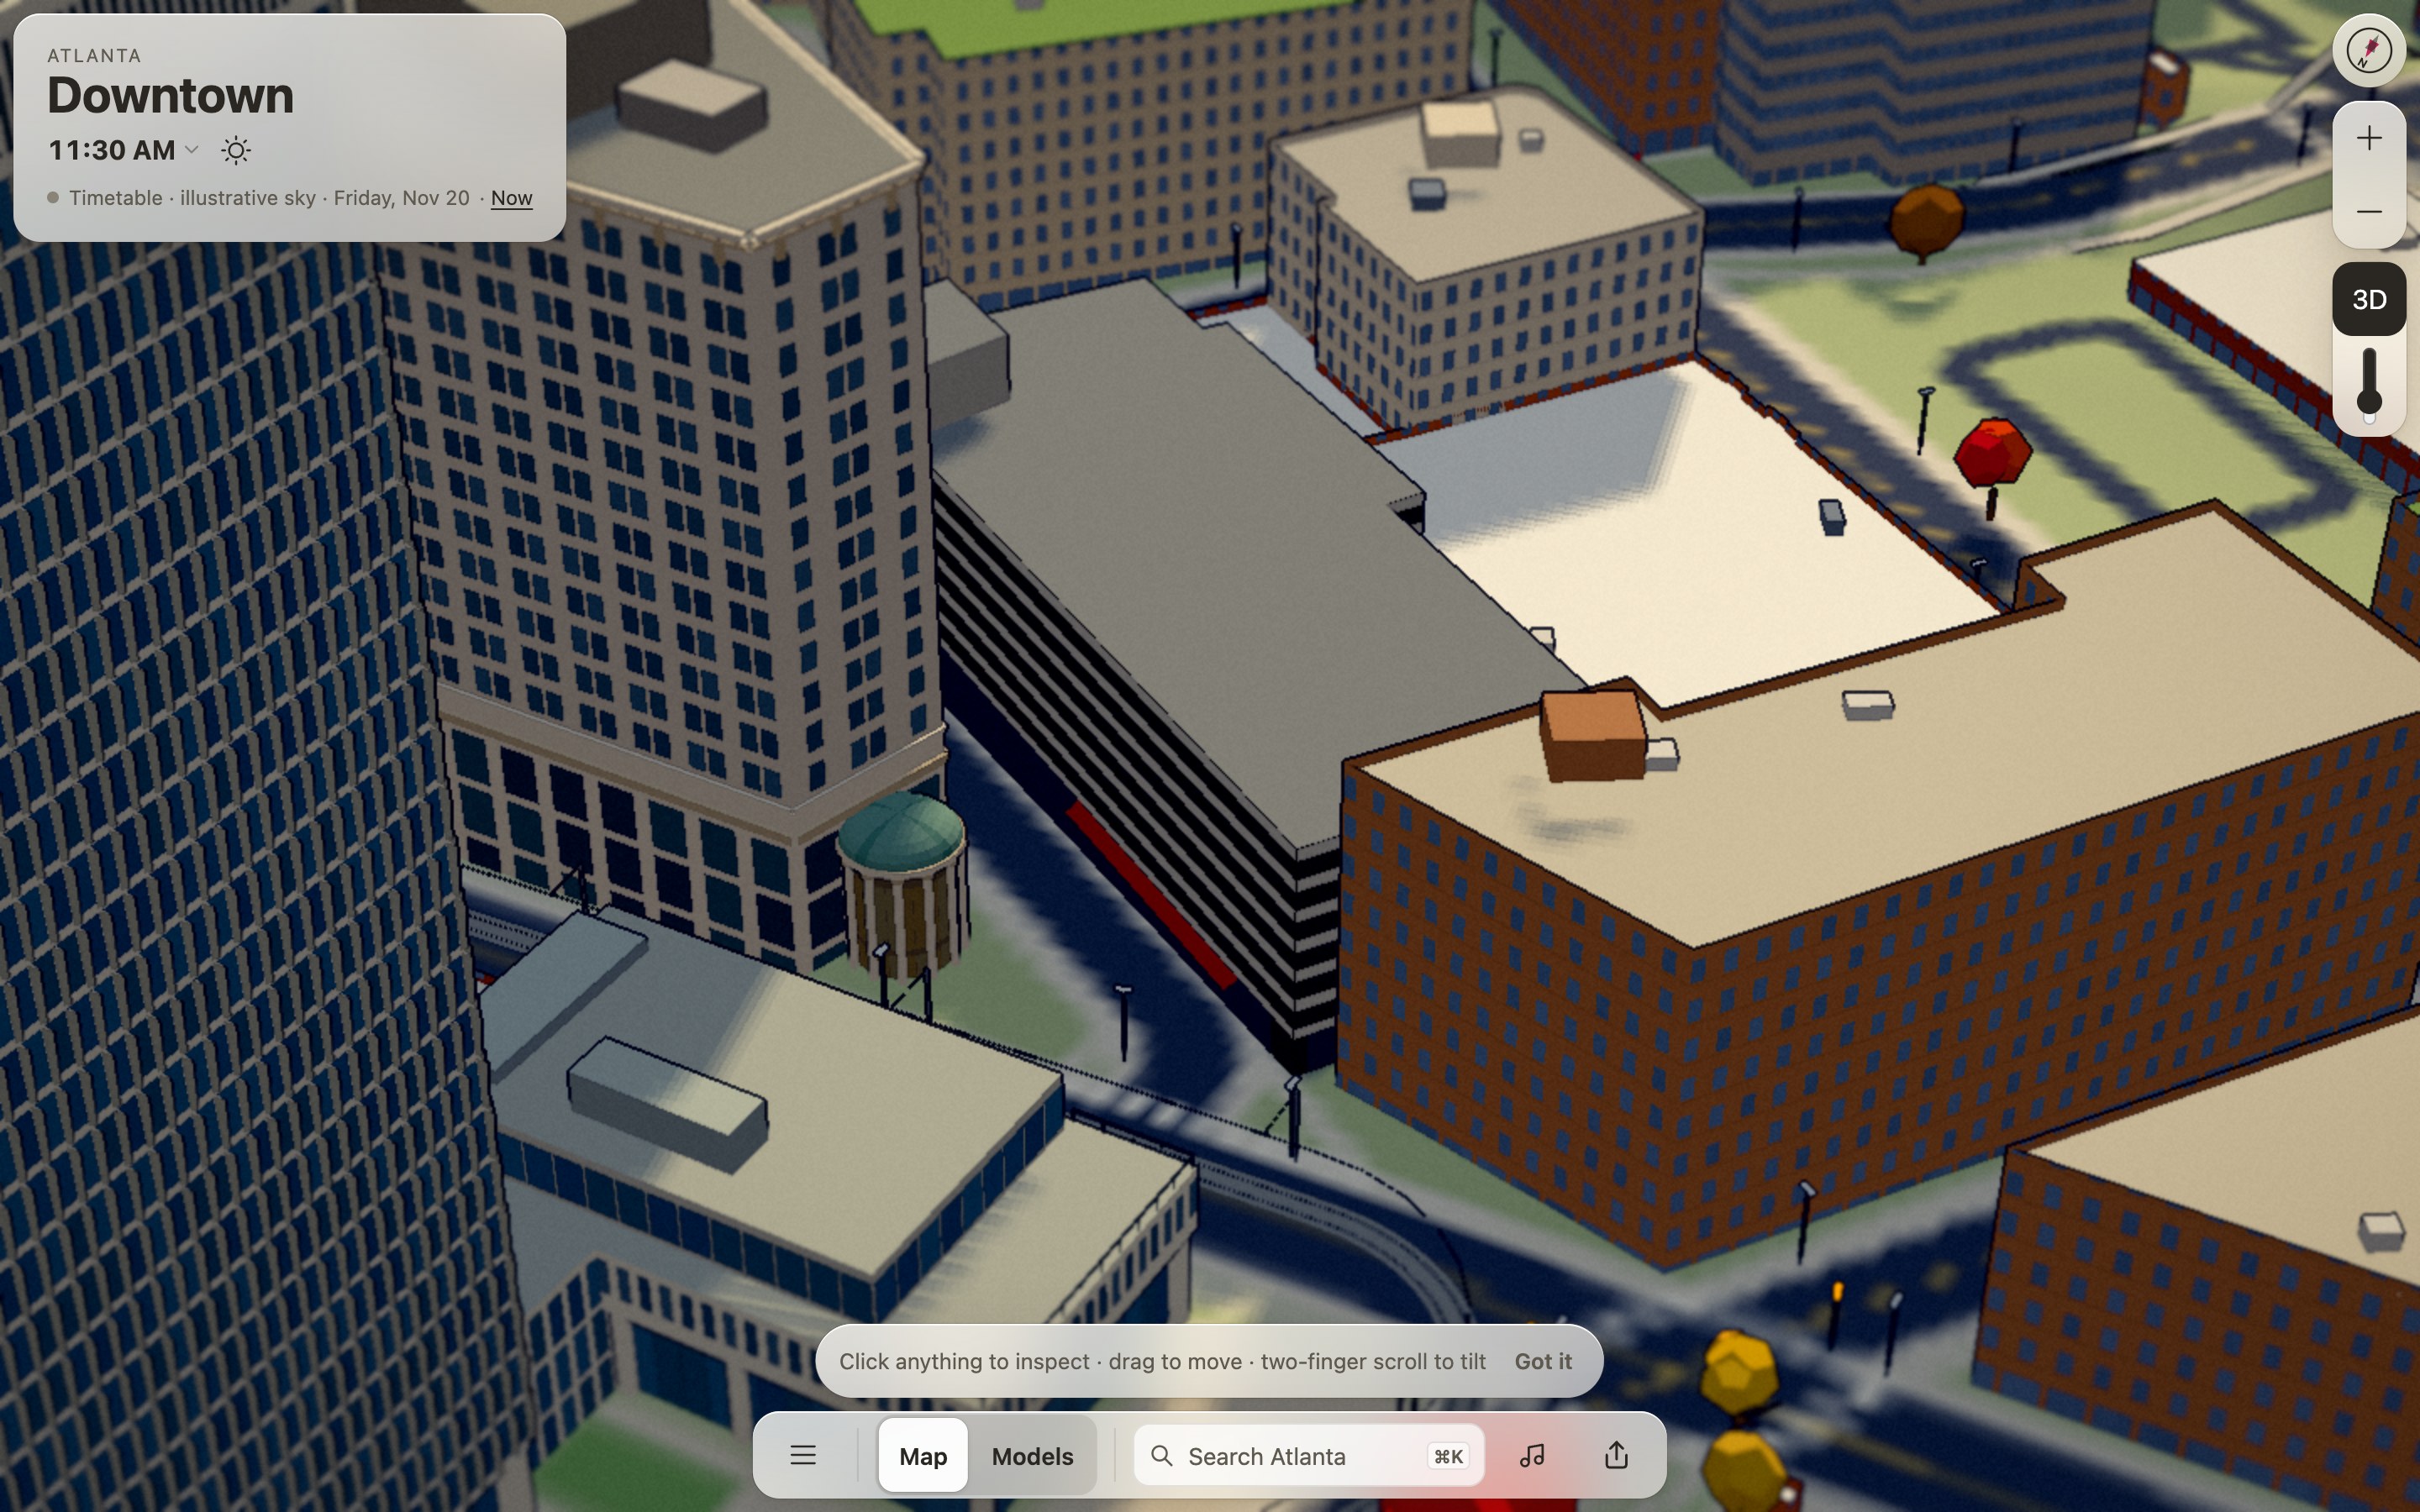 ATLANTA
Downtown
11:30 AM
Timetable · illustrative sky · Friday, Nov 20 · Now
N
3D
Click anything to inspect · drag to move · two-finger scroll to tilt Got it
Map Models Search Atlanta ⌘K